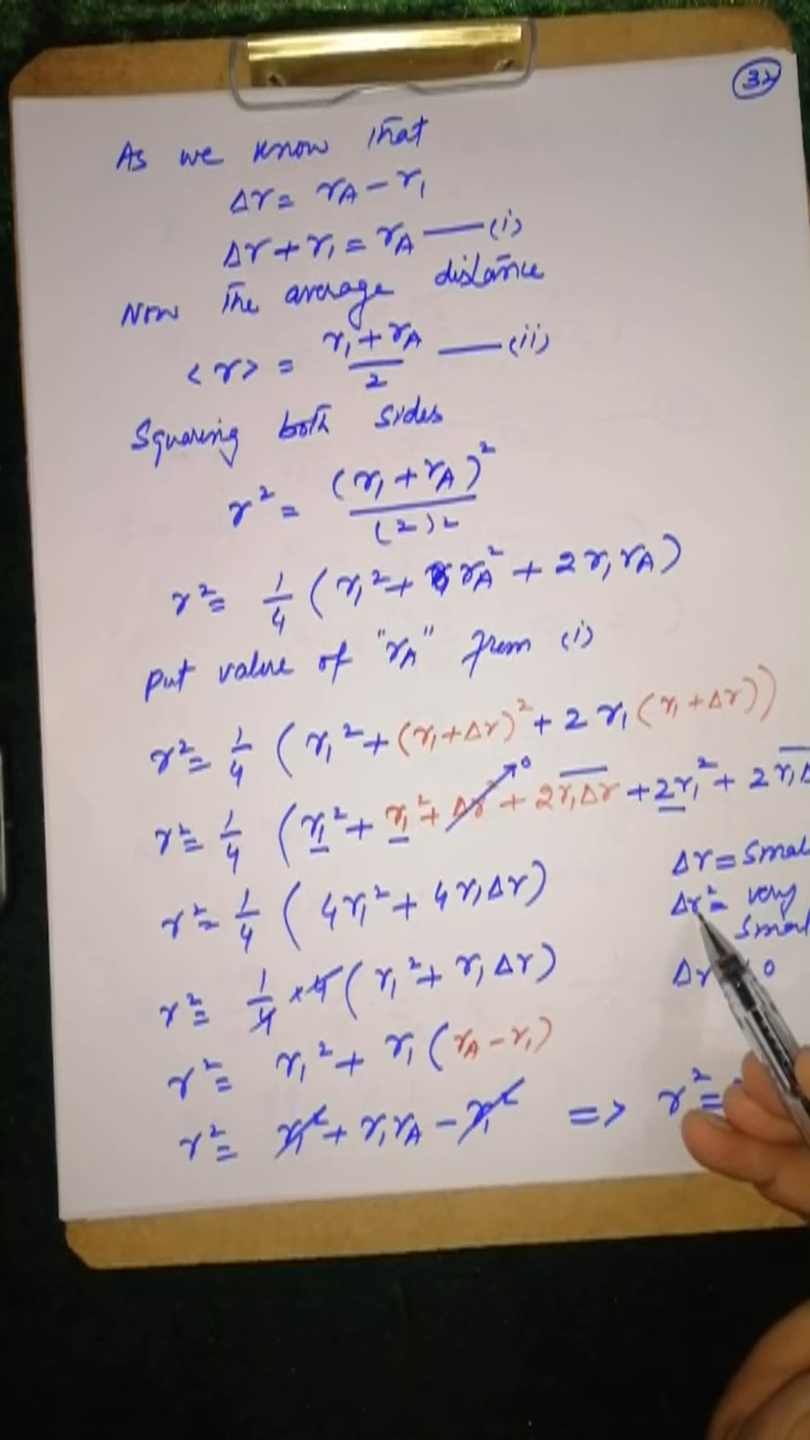 32
As we know that
Δr = rA − r₁
Δr + r₁ = rA —— (i)
Now the average distance
<r> = (r₁ + rA)/2 —— (ii)
Squaring both sides
r² = (r₁ + rA)²/(2)²
r² = 1/4 (r₁² + rA² + 2r₁rA)
Put value of "rA" from (i)
r² = 1/4 (r₁² + (r₁ + Δr)² + 2r₁(r₁ + Δr))
r² = 1/4 (r₁² + r₁² + Δr² + 2r₁Δr + 2r₁² + 2r₁Δ
0
Δr = Small
r² = 1/4 (4r₁² + 4r₁Δr)
Δr² = very
Small
r² = 1/4 × 4 (r₁² + r₁Δr)
Δr 0
r² = r₁² + r₁(rA − r₁)
r² = r₁² + r₁rA − r₁² => r² =